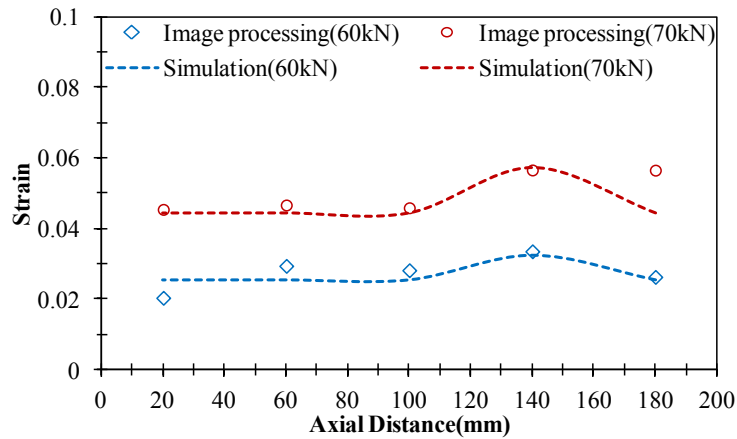 0.1
Image processing(60kN) Image processing(70kN)
Simulation(60kN) Simulation(70kN)
0.08
0.06
0.04
0.02
0
Strain
0 20 40 60 80 100 120 140 160 180 200
Axial Distance(mm)